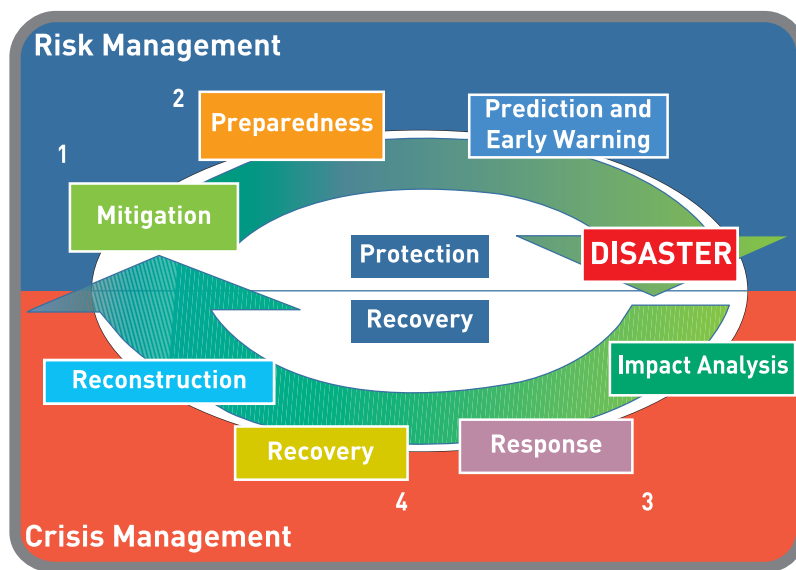 Risk Management
2
Preparedness
Prediction and
Early Warning
1
Mitigation
Protection
DISASTER
Recovery
Impact Analysis
Reconstruction
Recovery
Response
4
3
Crisis Management